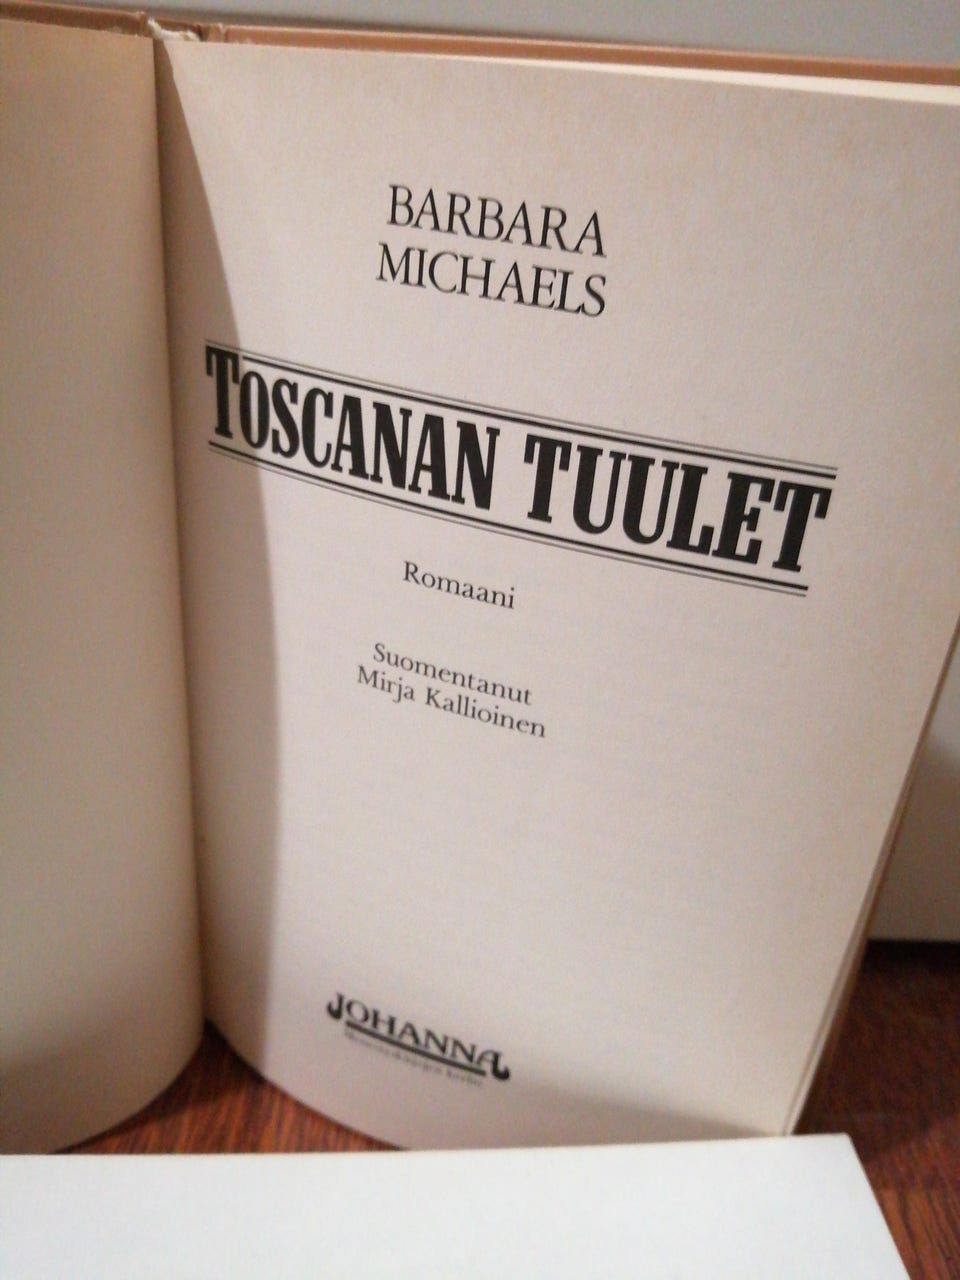 BARBARA
MICHAELS
TOSCANAN TUULET
Romaani
Suomentanut
Mirja Kallioinen
JOHANNA